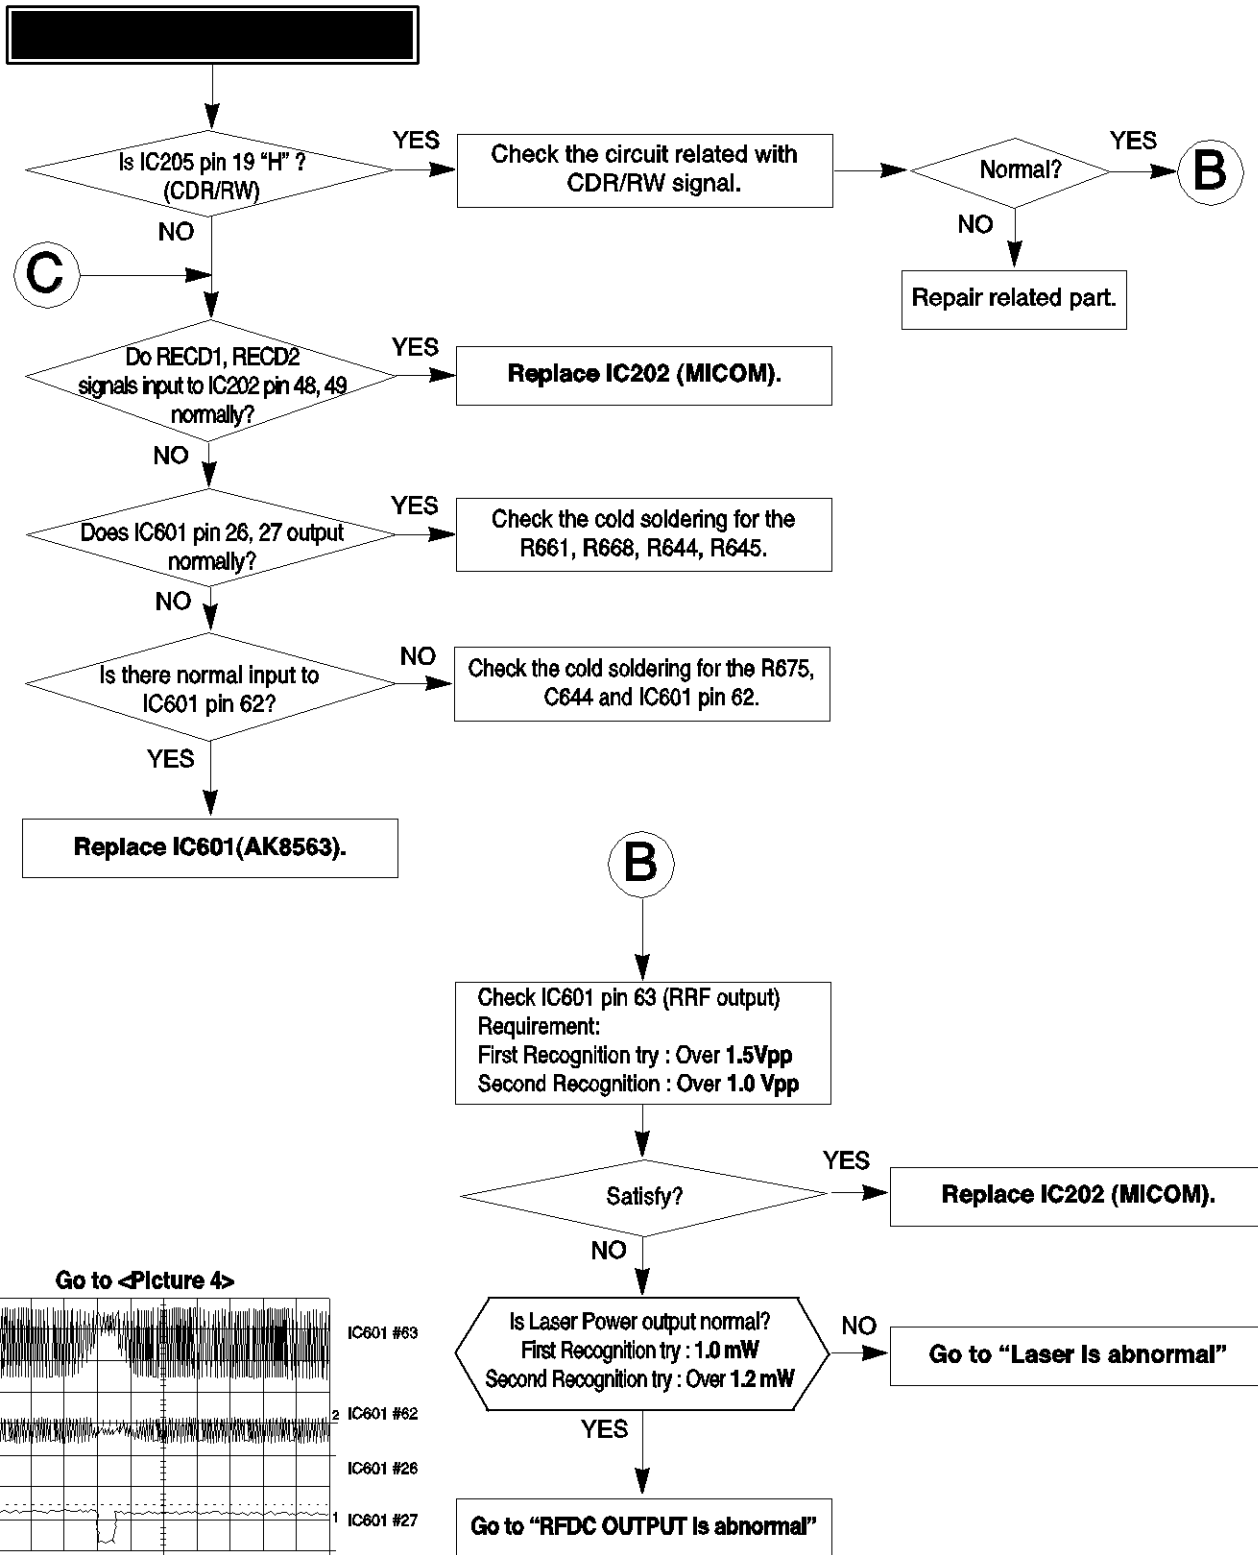 Is IC205 pin 19 “H” ?
(CDR/RW)
YES
Check the circuit related with
CDR/RW signal.
Normal?
YES
B
NO
NO
Repair related part.
C
Do RECD1, RECD2
signals input to IC202 pin 48, 49
normally?
YES
Replace IC202 (MICOM).
NO
Does IC601 pin 26, 27 output
normally?
YES
Check the cold soldering for the
R661, R668, R644, R645.
NO
Is there normal input to
IC601 pin 62?
NO
Check the cold soldering for the R675,
C644 and IC601 pin 62.
YES
Replace IC601(AK8563).
B
Check IC601 pin 63 (RRF output)
Requirement:
First Recognition try : Over 1.5Vpp
Second Recognition : Over 1.0 Vpp
Satisfy?
YES
Replace IC202 (MICOM).
NO
Is Laser Power output normal?
First Recognition try : 1.0 mW
Second Recognition try : Over 1.2 mW
NO
Go to “Laser is abnormal”
YES
Go to “RFDC OUTPUT is abnormal”
Go to <Picture 4>
IC601 #63
2 IC601 #62
IC601 #26
1 IC601 #27